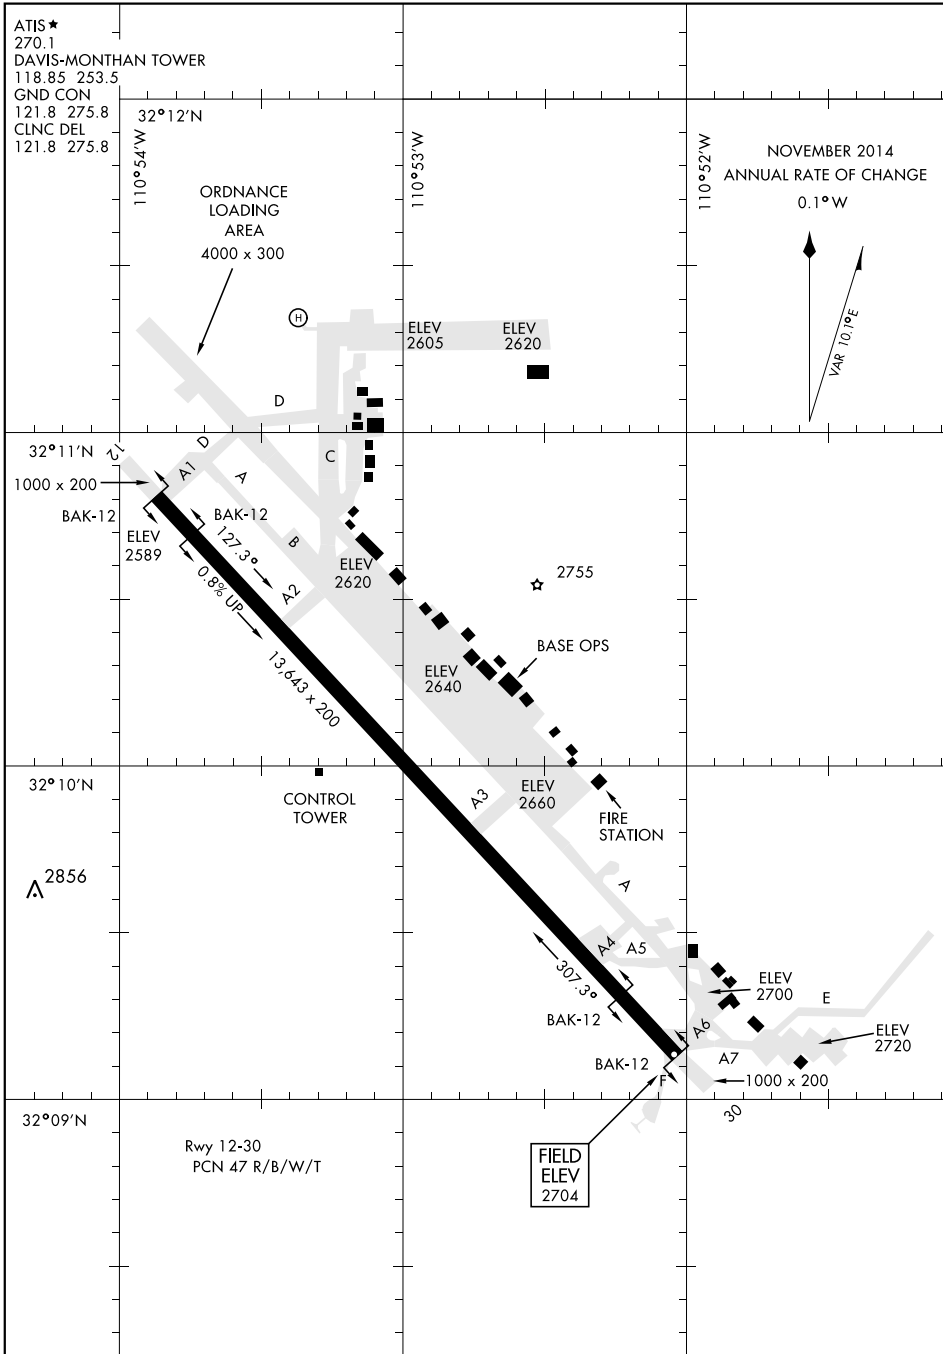 ATIS★
270.1
DAVIS-MONTHAN TOWER
118.85 253.5
GND CON
121.8 275.8
CLNC DEL
121.8 275.8
32°12'N
110°54'W
110°53'W
110°52'W
NOVEMBER 2014
ANNUAL RATE OF CHANGE
0.1°W
VAR 10.1°E
ORDNANCE
LOADING
AREA
4000 x 300
H
ELEV
2605
ELEV
2620
D
32°11'N
12
D
C
A1
A
1000 x 200
BAK-12
BAK-12
ELEV
2589
127.3°
B
0.8% UP
A2
ELEV
2620
2755
BASE OPS
ELEV
2640
13,643 x 200
32°10'N
CONTROL
TOWER
A3
ELEV
2660
FIRE
STATION
2856
A
A4
A5
307.3°
BAK-12
ELEV
2700
E
A6
ELEV
2720
BAK-12
A7
F
1000 x 200
30
32°09'N
Rwy 12-30
PCN 47 R/B/W/T
FIELD
ELEV
2704